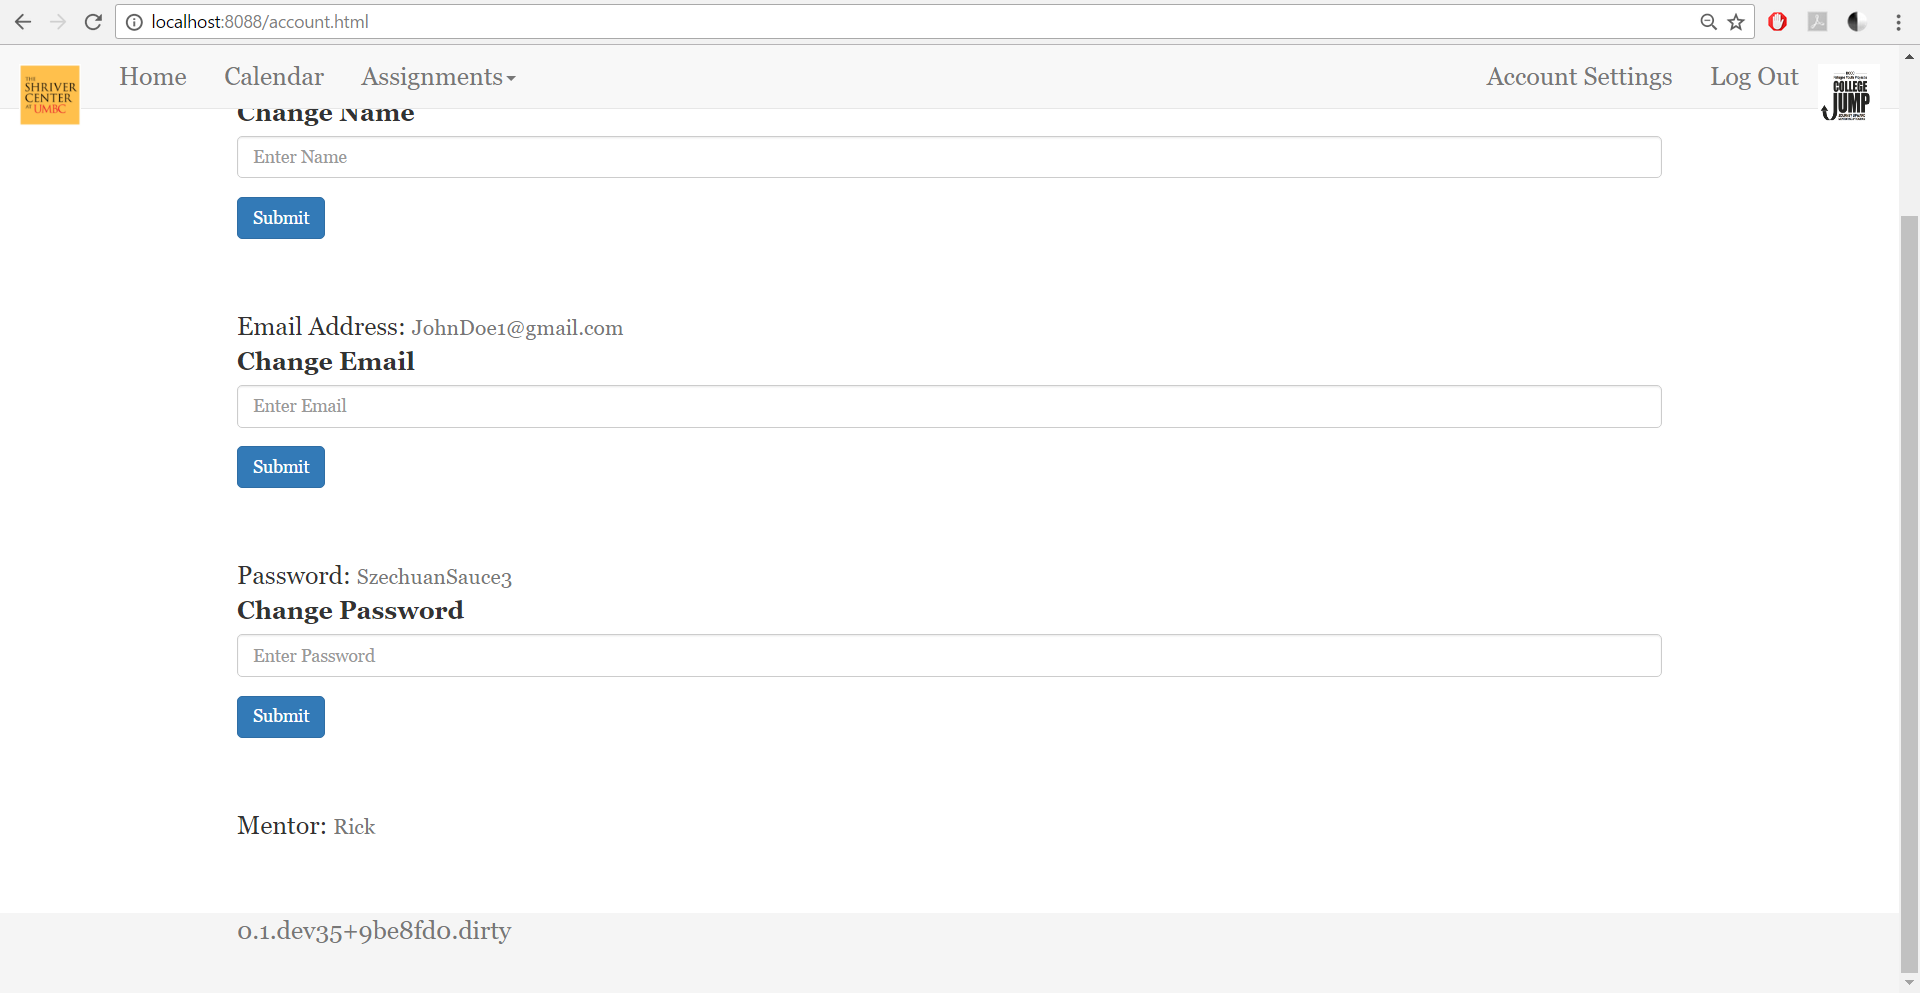 localhost:8088/account.html
THE
SHRIVER
CENTER
AT UMBC
Home Calendar Assignments Account Settings Log Out
COLLEGE
JUMP
Change Name
Enter Name
Submit
Email Address: JohnDoe1@gmail.com
Change Email
Enter Email
Submit
Password: SzechuanSauce3
Change Password
Enter Password
Submit
Mentor: Rick
0.1.dev35+9be8fd0.dirty